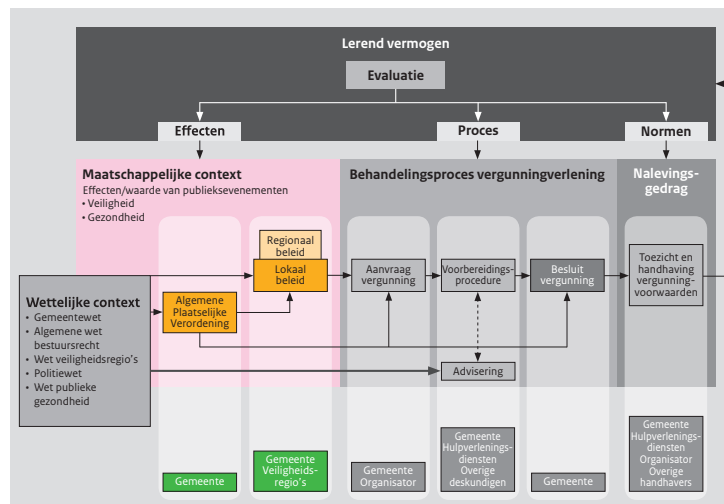 Lerend vermogen
Evaluatie
Effecten
Proces
Normen
Maatschappelijke context
Effecten/waarde van publieksevenementen
• Veiligheid
• Gezondheid
Behandelingsproces vergunningverlening
Nalevings-
gedrag
Regionaal
beleid
Lokaal
beleid
Aanvraag
vergunning
Voorbereidings-
procedure
Besluit
vergunning
Toezicht en
handhaving
vergunning-
voorwaarden
Wettelijke context
• Gemeentewet
• Algemene wet
bestuursrecht
• Wet veiligheidsregio's
• Politiewet
• Wet publieke
gezondheid
Algemene
Plaatselijke
Verordening
Advisering
Gemeente
Gemeente
Veiligheids-
regio's
Gemeente
Organisator
Gemeente
Hulpverlenings-
diensten
Overige
deskundigen
Gemeente
Gemeente
Hulpverlenings-
diensten
Organisator
Overige
handhavers